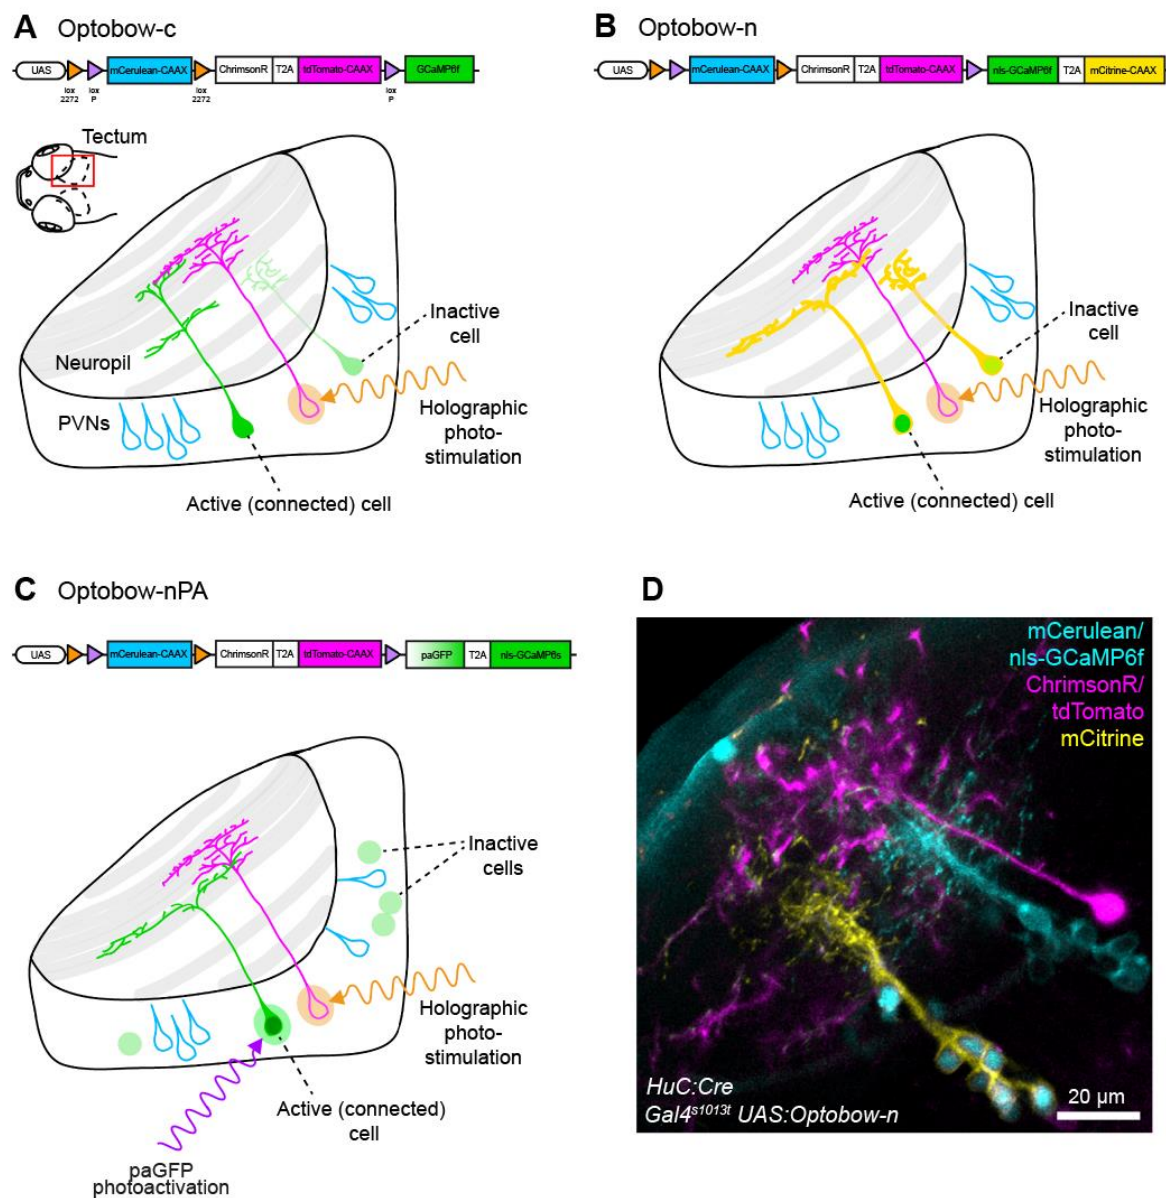 A Optobow-c
UAS mCerulean-CAAX ChrimsonR T2A tdTomato-CAAX GCaMP6f
lox 2272
lox P
lox 2272
lox P
Tectum
Neuropil
PVNs
Inactive
cell
Holographic
photo-
stimulation
Active (connected) cell
B Optobow-n
UAS mCerulean-CAAX ChrimsonR T2A tdTomato-CAAX nls-GCaMP6f T2A mCitrine-CAAX
Inactive
cell
Holographic
photo-
stimulation
Active (connected) cell
C Optobow-nPA
UAS mCerulean-CAAX ChrimsonR T2A tdTomato-CAAX paGFP T2A nls-GCaMP6s
Inactive
cells
Holographic
photo-
stimulation
Active (connected)
cell
paGFP
photoactivation
D
mCerulean/
nls-GCaMP6f
ChrimsonR/
tdTomato
mCitrine
HuC:Cre
Gal4s1013t UAS:Optobow-n
20 μm